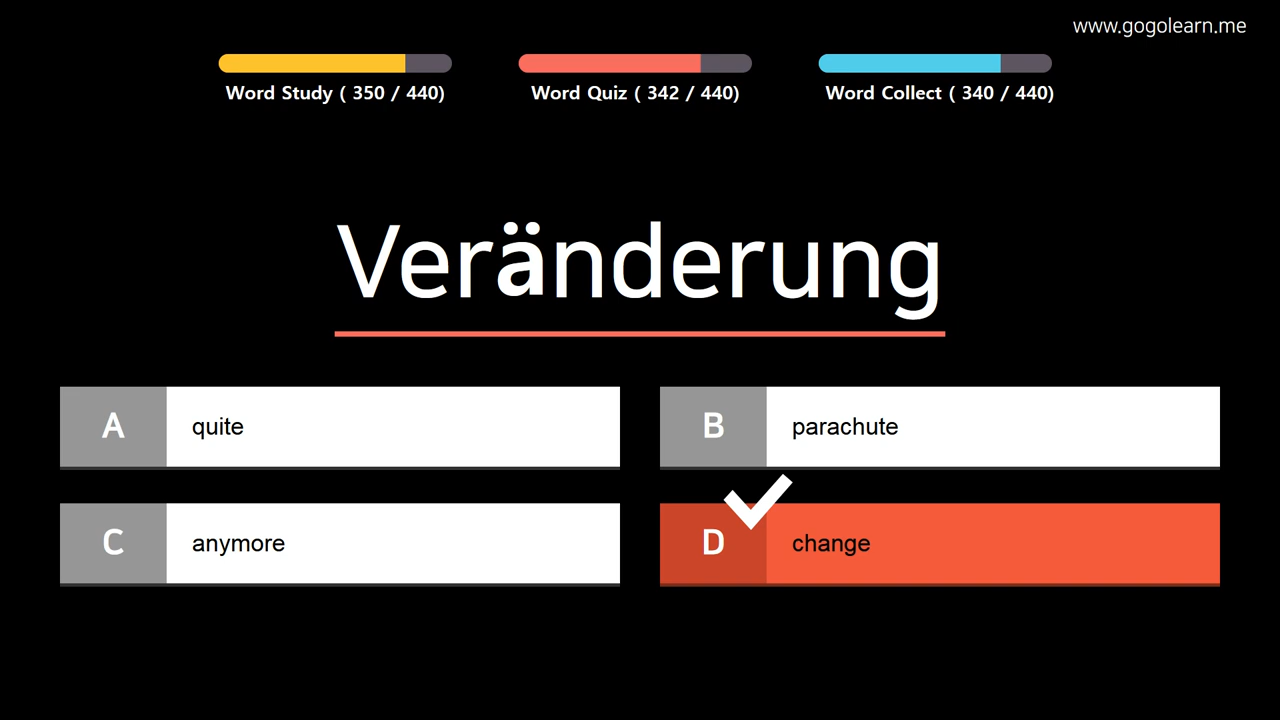 www.gogolearn.me
Word Study ( 350 / 440)
Word Quiz ( 342 / 440)
Word Collect ( 340 / 440)
Veränderung
A quite
B parachute
C anymore
D change